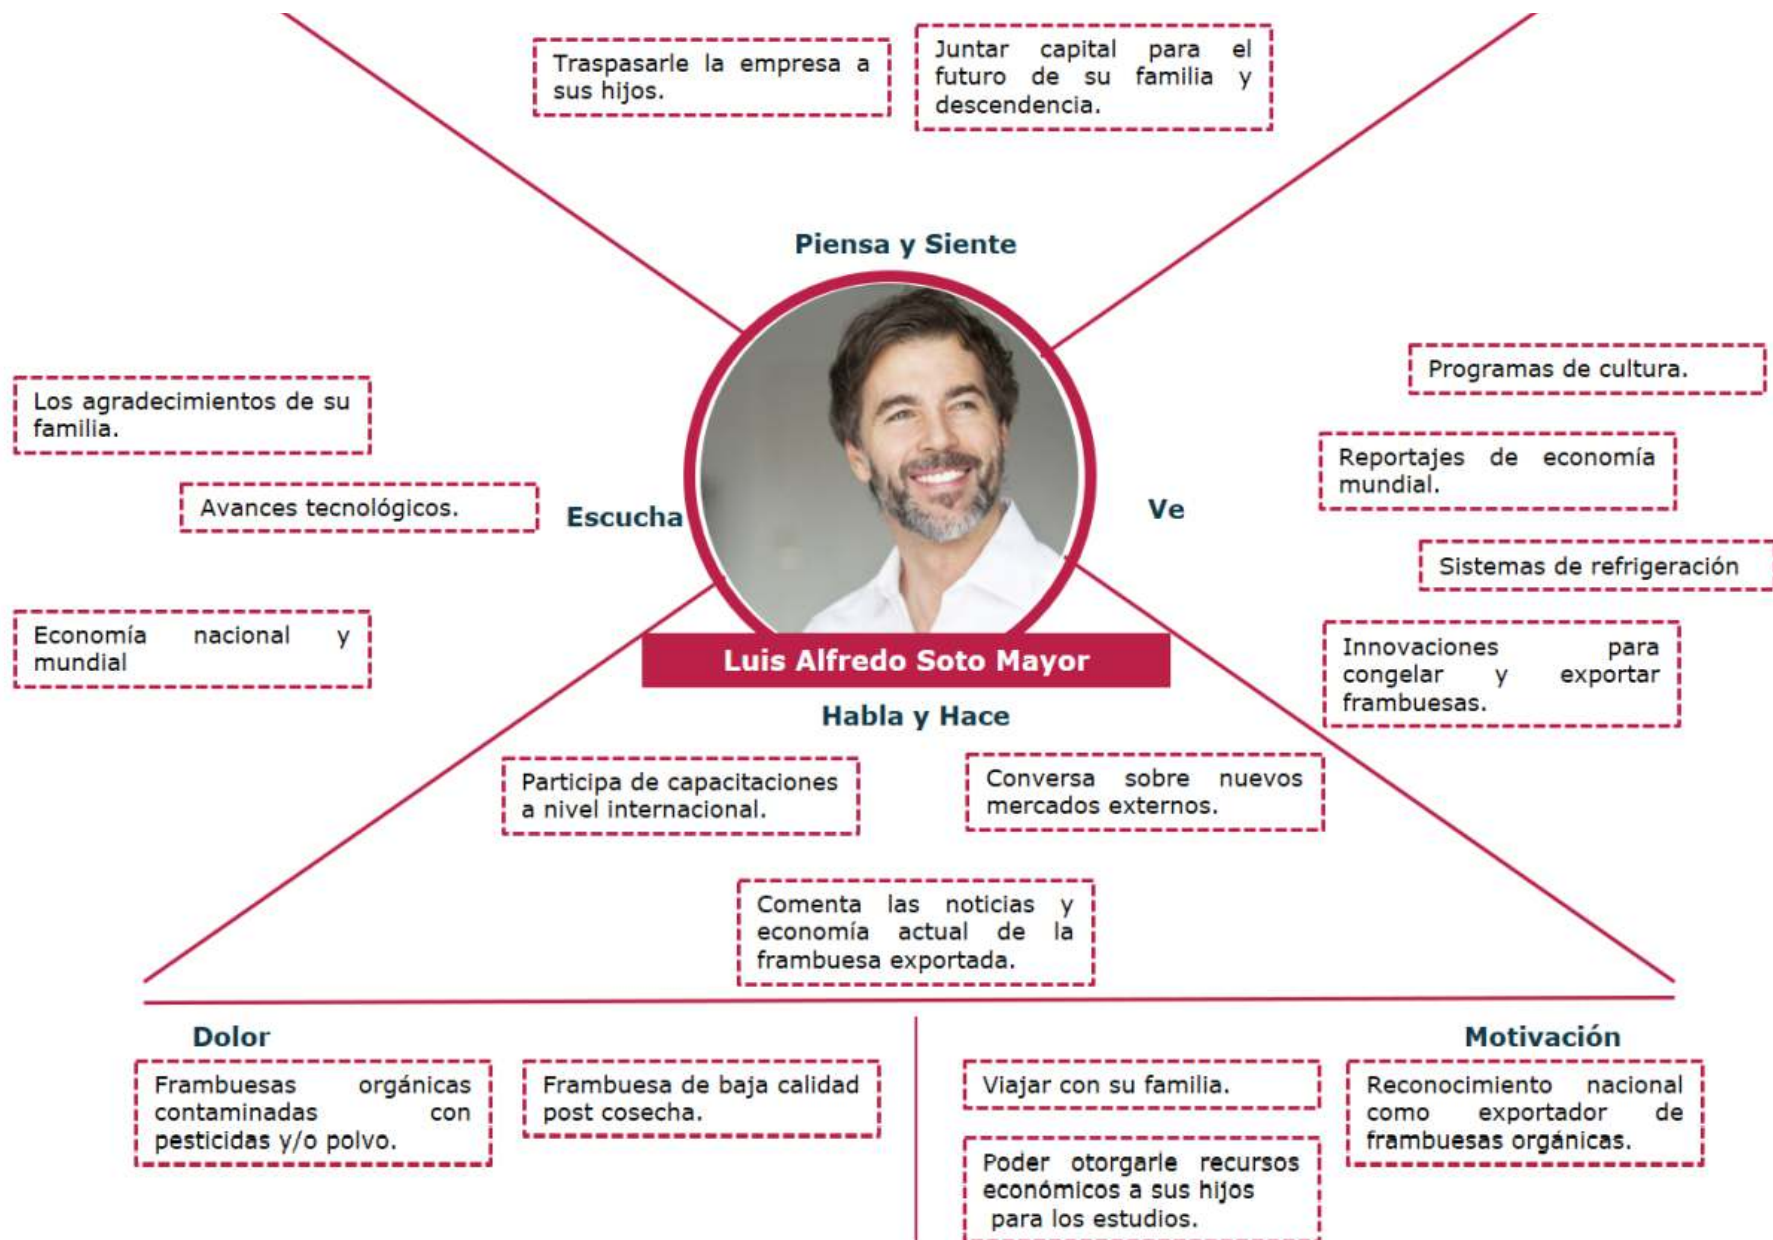 Traspasarle la empresa a
sus hijos.
Juntar capital para el
futuro de su familia y
descendencia.
Piensa y Siente
Los agradecimientos de su
familia.
Avances tecnológicos.
Economía nacional y
mundial
Escucha
Ve
Programas de cultura.
Reportajes de economía
mundial.
Sistemas de refrigeración
Innovaciones para
congelar y exportar
frambuesas.
Luis Alfredo Soto Mayor
Habla y Hace
Participa de capacitaciones
a nivel internacional.
Conversa sobre nuevos
mercados externos.
Comenta las noticias y
economía actual de la
frambuesa exportada.
Dolor
Frambuesas orgánicas
contaminadas con
pesticidas y/o polvo.
Frambuesa de baja calidad
post cosecha.
Motivación
Viajar con su familia.
Reconocimiento nacional
como exportador de
frambuesas orgánicas.
Poder otorgarle recursos
económicos a sus hijos
para los estudios.